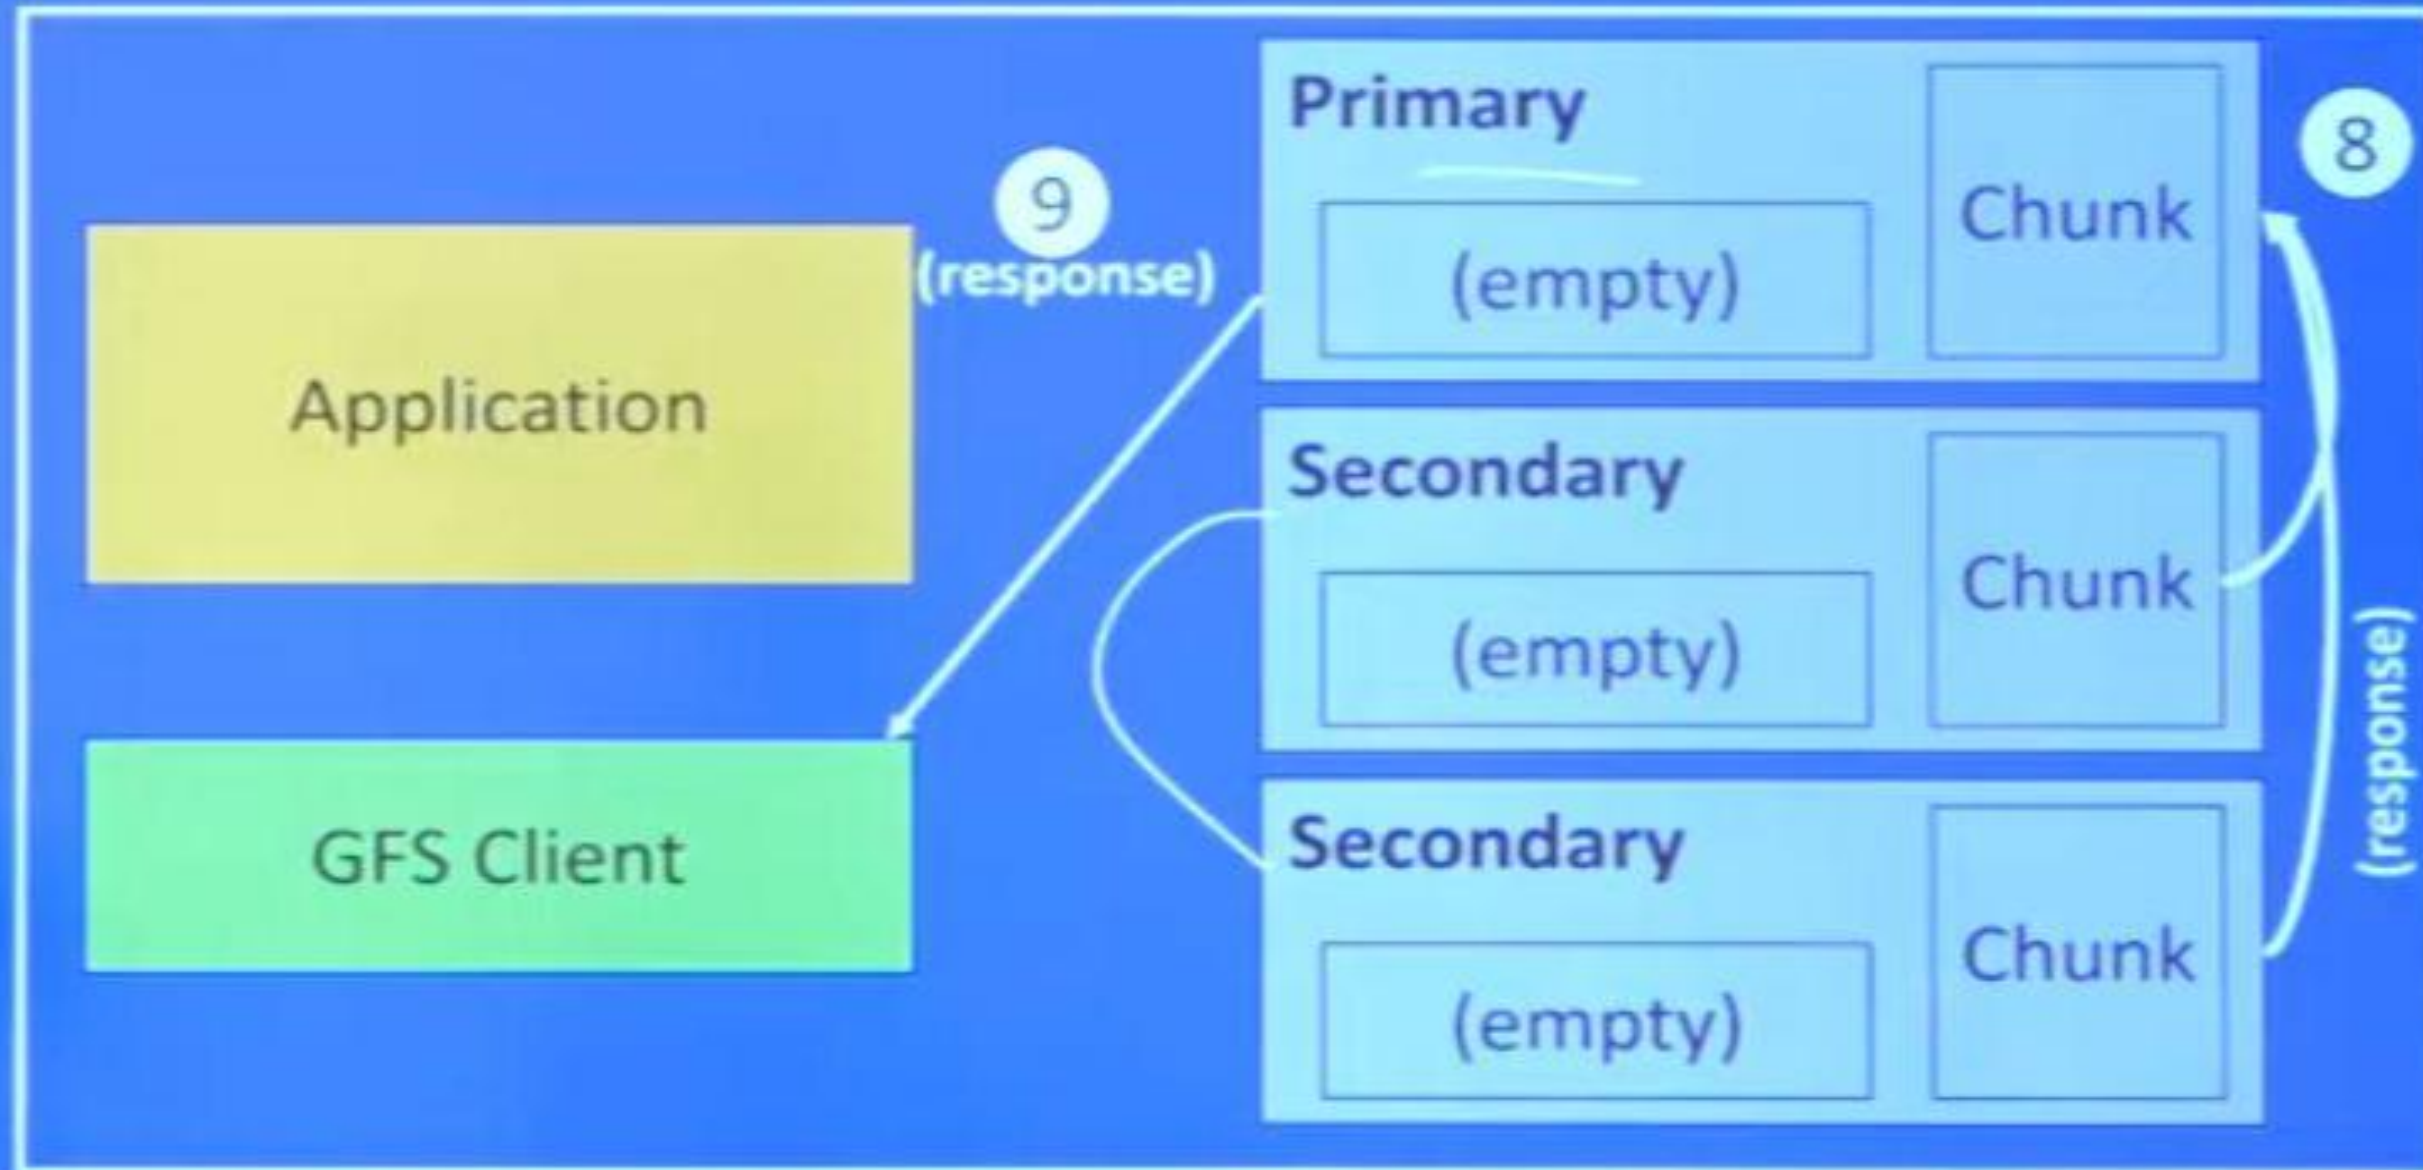 Primary
Chunk
8
9
(response)
(empty)
Application
Secondary
Chunk
(empty)
(response)
GFS Client
Secondary
Chunk
(empty)